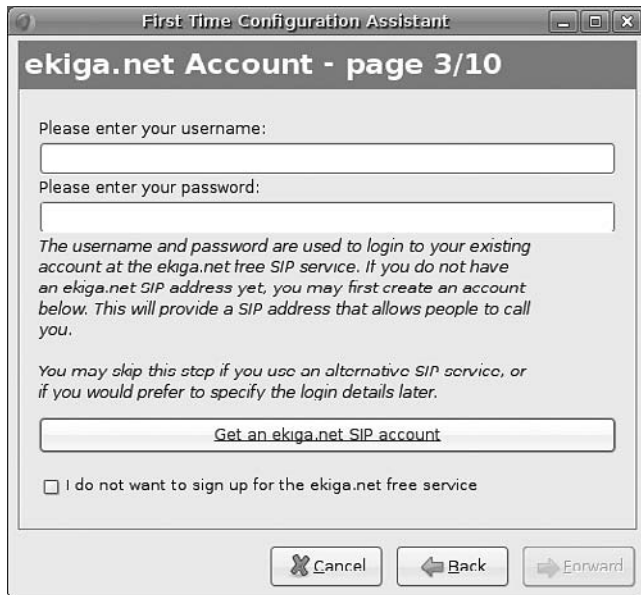 First Time Configuration Assistant
ekiga.net Account - page 3/10
Please enter your username:
Please enter your password:
The username and password are used to login to your existing
account at the ekiga.net free SIP service. If you do not have
an ekiga.net SIP address yet, you may first create an account
below. This will provide a SIP address that allows people to call
you.
You may skip this step if you use an alternative SIP service, or
if you would prefer to specify the login details later.
Get an ekiga.net SIP account
I do not want to sign up for the ekiga.net free service
Cancel
Back
Forward